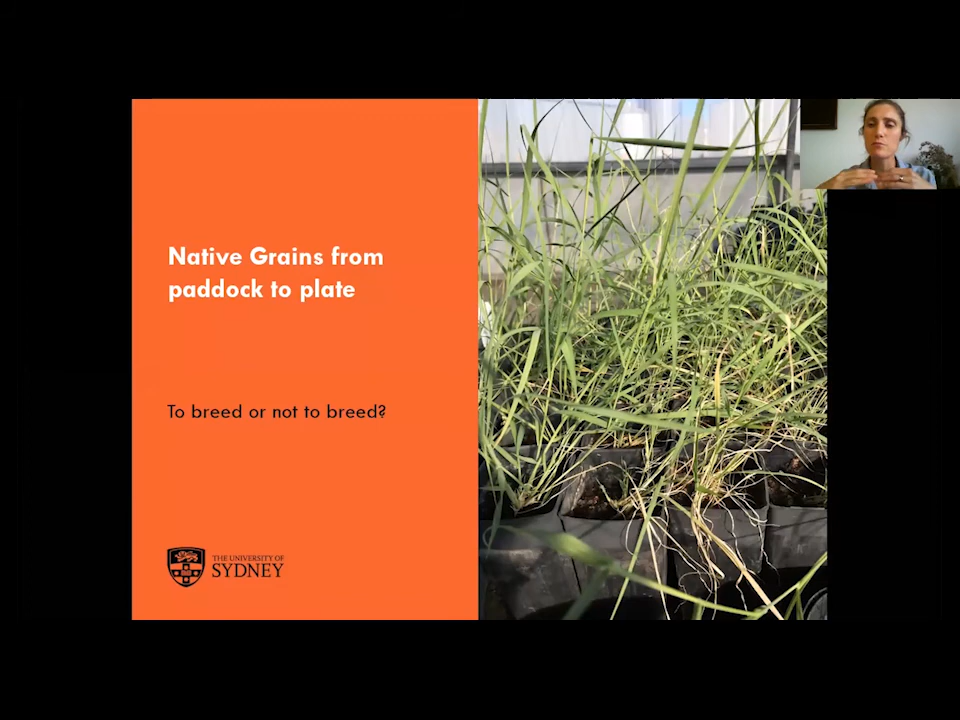 Native Grains from
paddock to plate
To breed or not to breed?
THE UNIVERSITY OF
SYDNEY